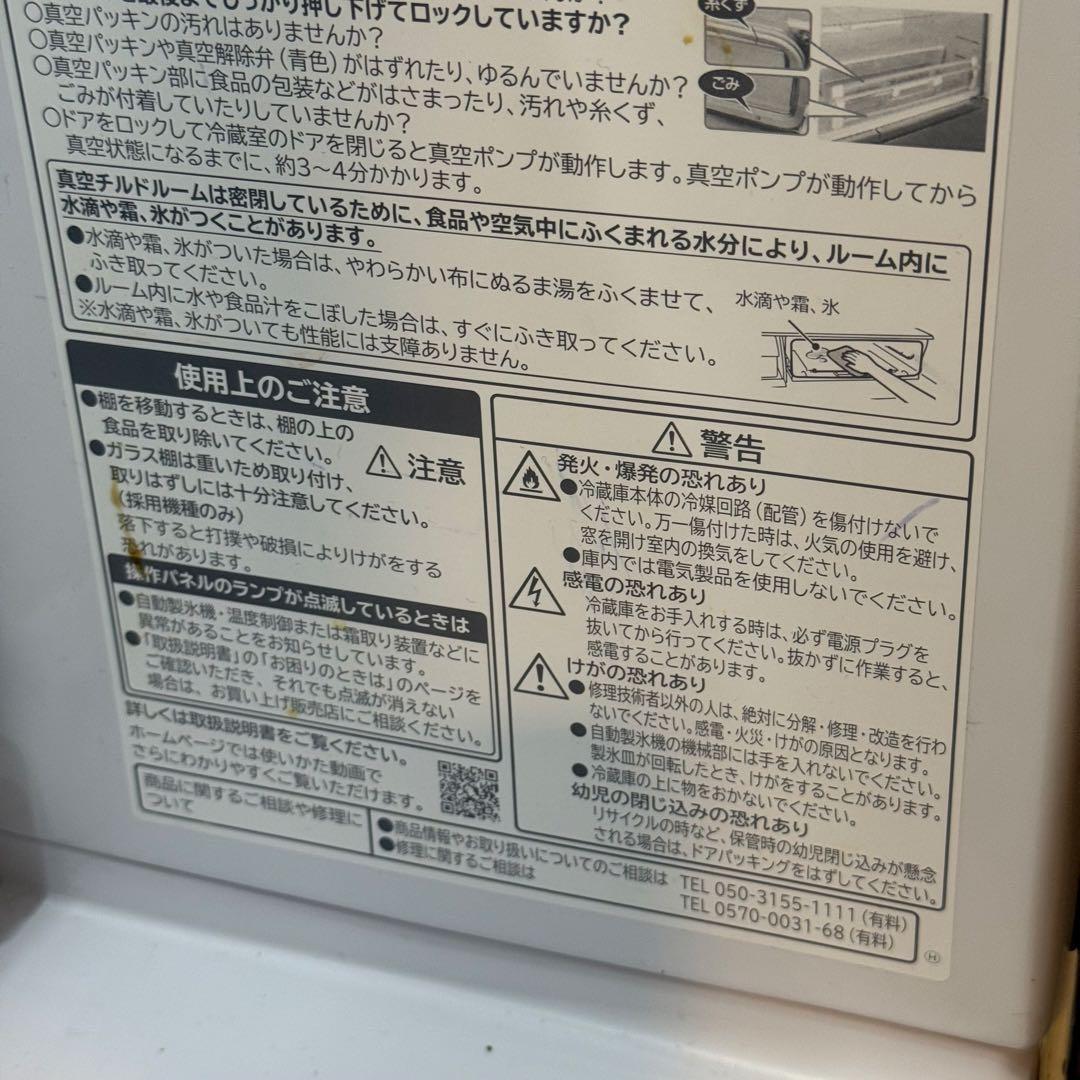 押し下げてロックしていますか?
○真空パッキンの汚れはありませんか?
○真空パッキンや真空解除弁(青色)がはずれたり、ゆるんでいませんか?
○真空パッキン部に食品の包装などがはさまったり、汚れや糸くず、
ごみが付着していたりしていませんか?
糸くず
ごみ
○ドアをロックして冷蔵室のドアを閉じると真空ポンプが動作します。真空ポンプが動作してから
真空状態になるまでに、約3〜4分かかります。
真空チルドルームは密閉しているために、食品や空気中にふくまれる水分により、ルーム内に
水滴や霜、氷がつくことがあります。
●水滴や霜、氷がついた場合は、やわらかい布にぬるま湯をふくませて、
ふき取ってください。
●ルーム内に水や食品汁をこぼした場合は、すぐにふき取ってください。
※水滴や霜、氷がついても性能には支障ありません。
水滴や霜、氷
使用上のご注意
●棚を移動するときは、棚の上の
食品を取り除いてください。
注意
●ガラス棚は重いため取り付け、
取りはずしには十分注意してください。
(採用機種のみ)
落下すると打撲や破損によりけがをする
恐れがあります。
操作パネルのランプが点滅しているときは
●自動製氷機・温度制御または霜取り装置などに
異常があることをお知らせしています。
●「取扱説明書」の「お困りのときは」のページを
ご確認いただき、それでも点滅が消えない
場合は、お買い上げ販売店にご相談ください。
詳しくは取扱説明書をご覧ください。
ホームページでは使いかた動画で
さらにわかりやすくご覧いただけます。
警告
発火・爆発の恐れあり
●冷蔵庫本体の冷媒回路(配管)を傷付けないで
ください。万一傷付けた時は、火気の使用を避け、
窓を開け室内の換気をしてください。
●庫内では電気製品を使用しないでください。
感電の恐れあり
冷蔵庫をお手入れする時は、必ず電源プラグを
抜いてから行ってください。抜かずに作業すると、
感電することがあります。
けがの恐れあり
●修理技術者以外の人は、絶対に分解・修理・改造を行わ
ないでください。感電・火災・けがの原因となります。
●自動製氷機の機械部には手を入れないでください。
製氷皿が回転したとき、けがをすることがあります。
●冷蔵庫の上に物をおかないでください。
幼児の閉じ込みの恐れあり
リサイクルの時など、保管時の幼児閉じ込みが懸念
される場合は、ドアパッキングをはずしてください。
商品に関するご相談や修理に
ついて
●商品情報やお取り扱いについてのご相談は TEL 050-3155-1111(有料)
●修理に関するご相談は TEL 0570-0031-68(有料)
Ⓗ